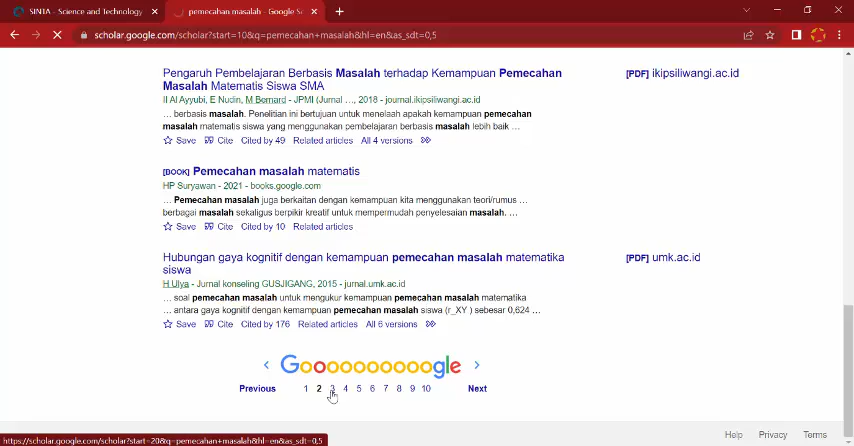 SINTA - Science and Technology
pemecahan masalah - Google S
scholar.google.com/scholar?start=10&q=pemecahan+masalah&hl=en&as_sdt=0,5
Pengaruh Pembelajaran Berbasis Masalah terhadap Kemampuan Pemecahan
Masalah Matematis Siswa SMA
[PDF] ikipsiliwangi.ac.id
II Al Ayyubi, E Nudin, M Bernard - JPMI (Jurnal …, 2018 - journal.ikipsiliwangi.ac.id
… berbasis masalah. Penelitian ini bertujuan untuk menelaah apakah kemampuan pemecahan
masalah matematis siswa yang menggunakan pembelajaran berbasis masalah lebih baik …
Save Cite Cited by 49 Related articles All 4 versions
[BOOK] Pemecahan masalah matematis
HP Suryawan - 2021 - books.google.com
… Pemecahan masalah juga berkaitan dengan kemampuan kita menggunakan teori/rumus …
berbagai masalah sekaligus berpikir kreatif untuk mempermudah penyelesaian masalah. …
Save Cite Cited by 10 Related articles
Hubungan gaya kognitif dengan kemampuan pemecahan masalah matematika
siswa
[PDF] umk.ac.id
H Ulya - Jurnal konseling GUSJIGANG, 2015 - jurnal.umk.ac.id
… soal pemecahan masalah untuk mengukur kemampuan pemecahan masalah matematika
… antara gaya kognitif dengan kemampuan pemecahan masalah siswa (r_XY ) sebesar 0,624 …
Save Cite Cited by 176 Related articles All 6 versions
Goooooooooogle
Previous 1 2 3 4 5 6 7 8 9 10 Next
Help Privacy Terms
https://scholar.google.com/scholar?start=20&q=pemecahan+masalah&hl=en&as_sdt=0,5